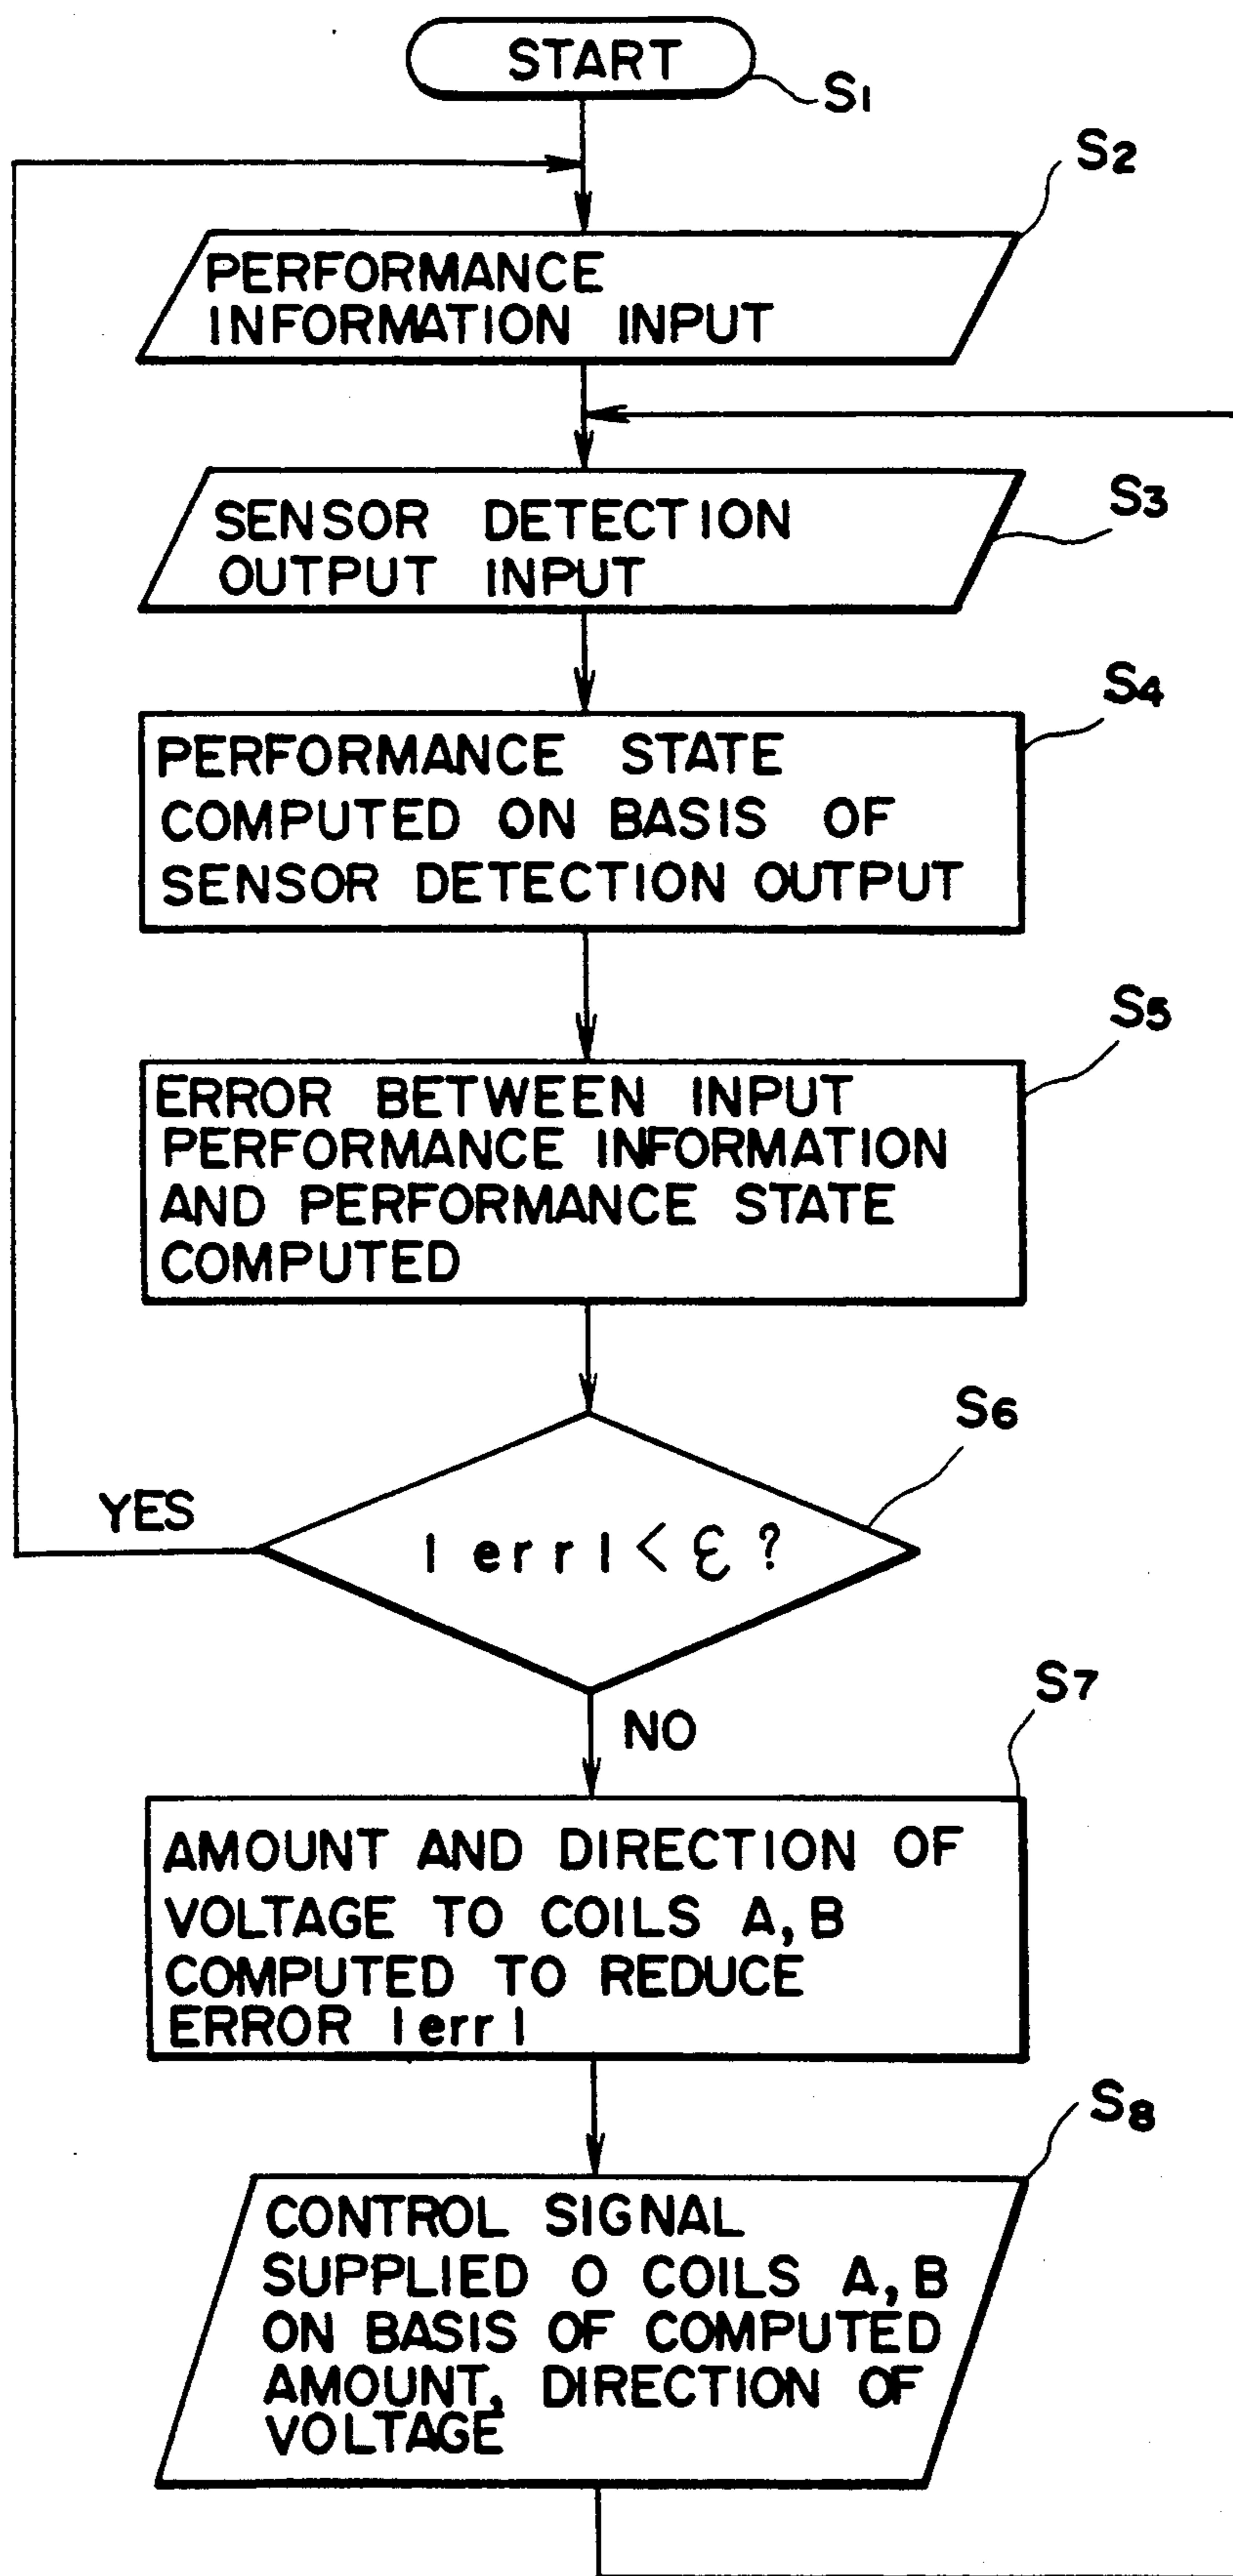 START
S1
S2
PERFORMANCE
INFORMATION INPUT
S3
SENSOR DETECTION
OUTPUT INPUT
S4
PERFORMANCE STATE
COMPUTED ON BASIS OF
SENSOR DETECTION OUTPUT
S5
ERROR BETWEEN INPUT
PERFORMANCE INFORMATION
AND PERFORMANCE STATE
COMPUTED
S6
YES
| err | < ε ?
NO
S7
AMOUNT AND DIRECTION OF
VOLTAGE TO COILS A, B
COMPUTED TO REDUCE
ERROR | err |
S8
CONTROL SIGNAL
SUPPLIED O COILS A, B
ON BASIS OF COMPUTED
AMOUNT, DIRECTION OF
VOLTAGE